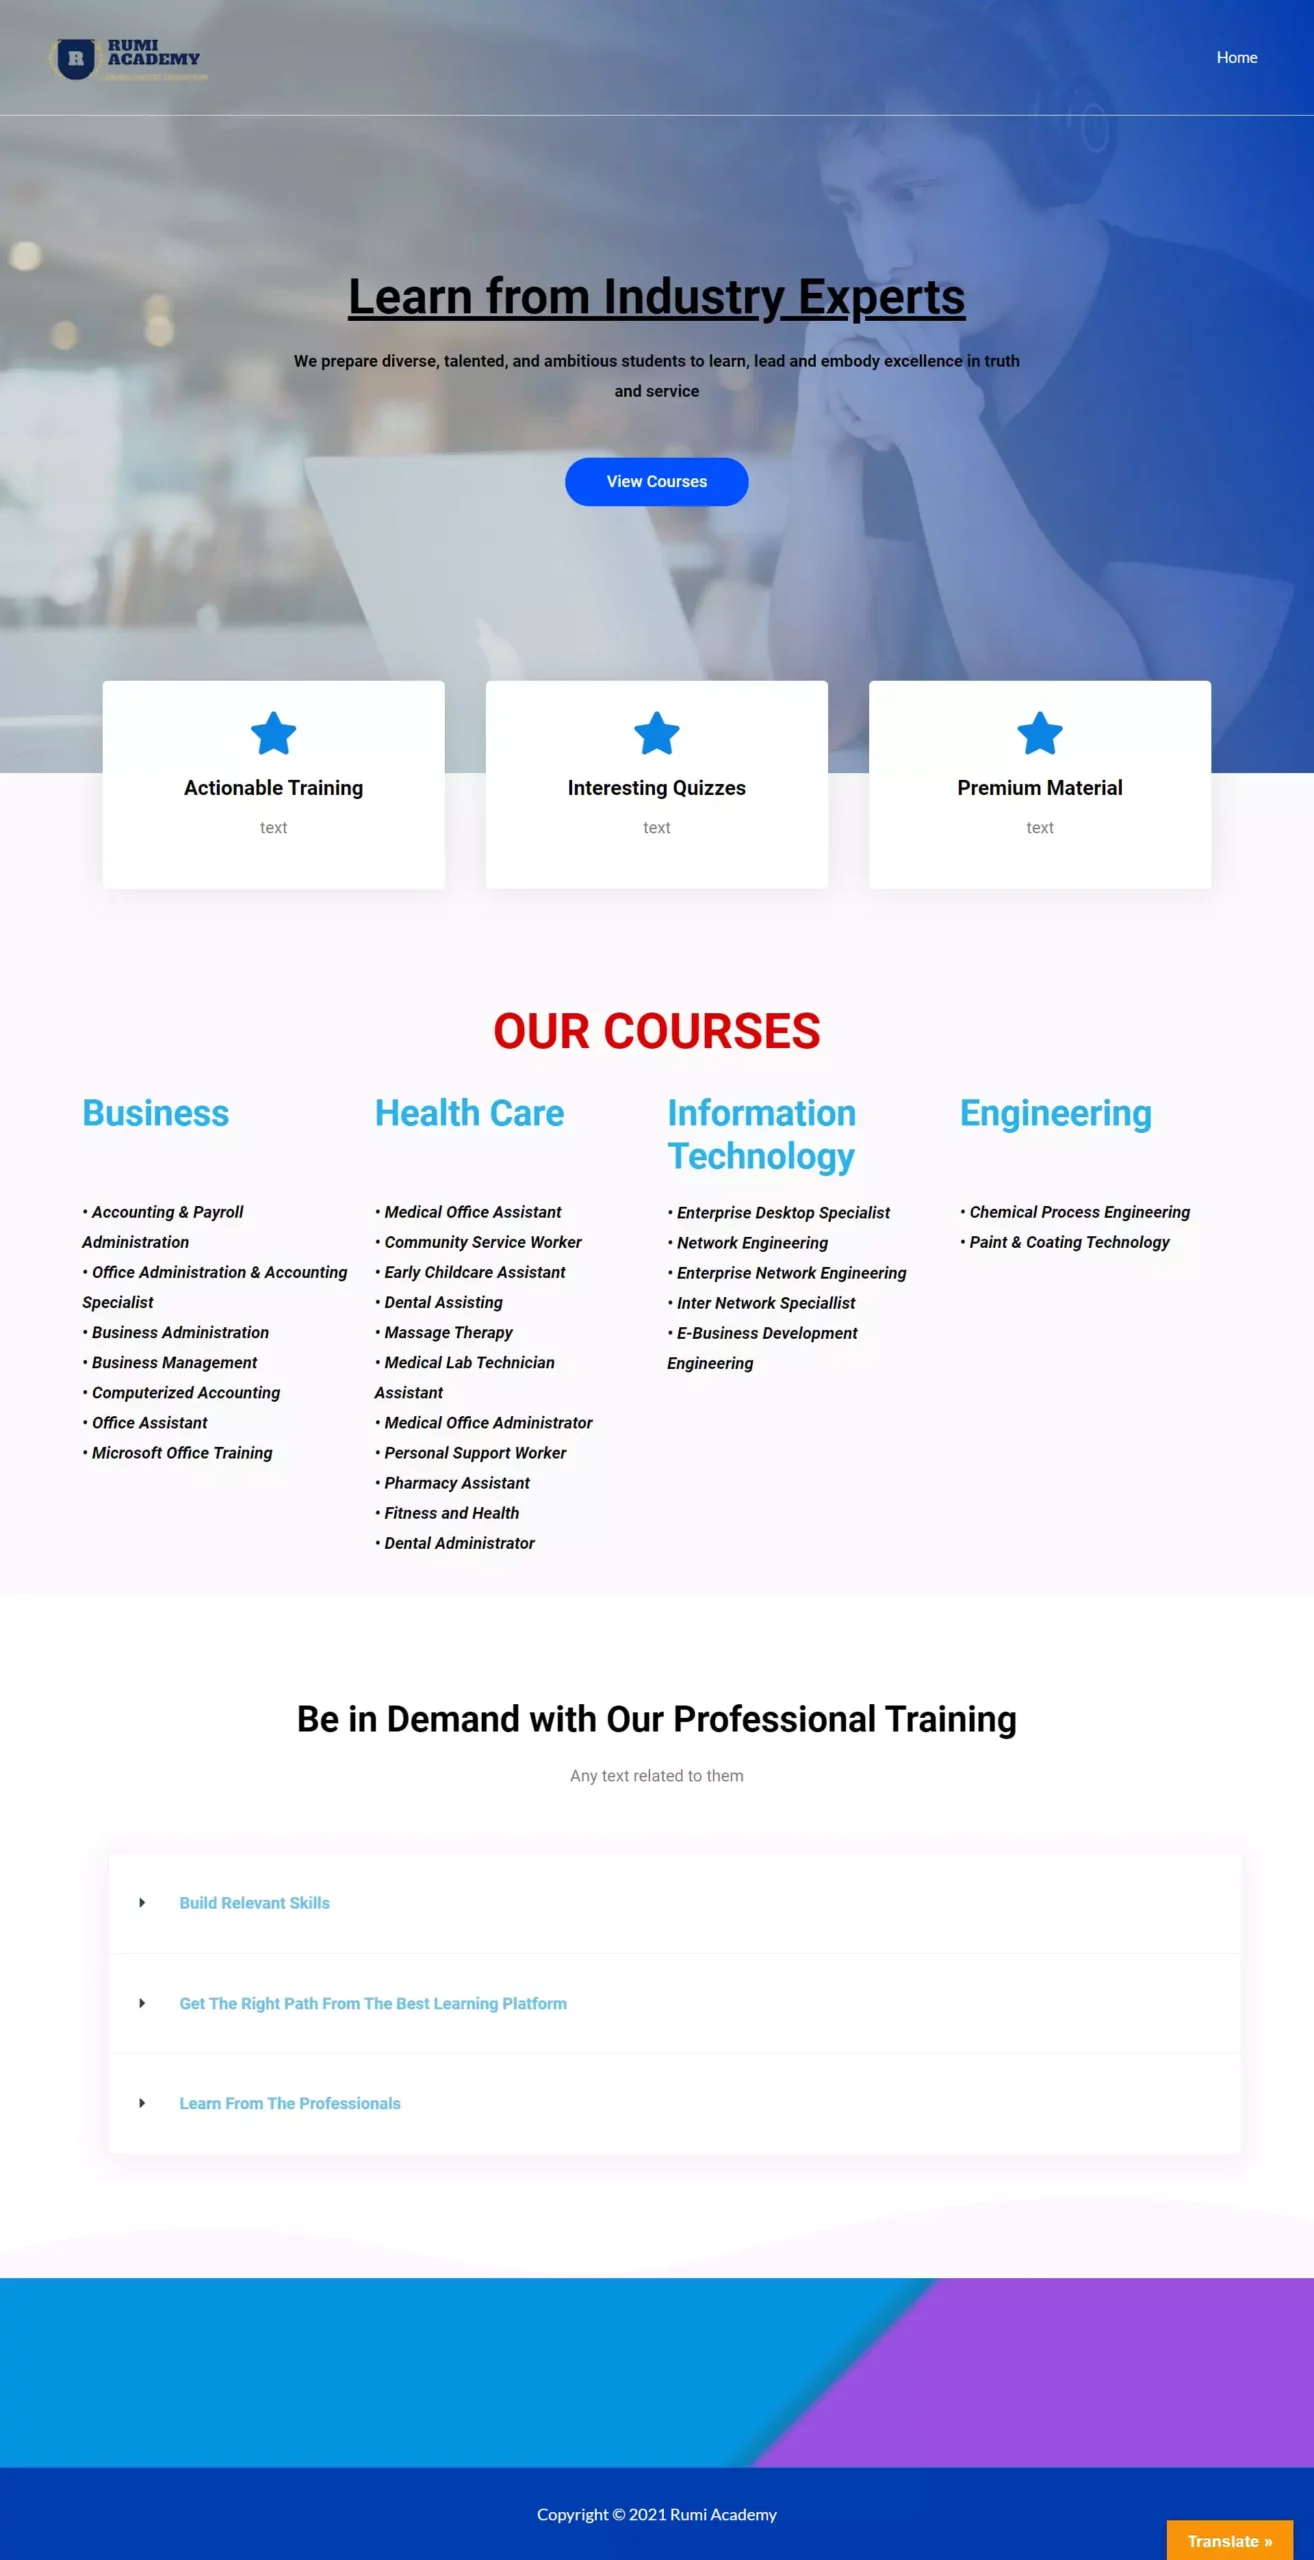 RUMI
ACADEMY
Home
Learn from Industry Experts
We prepare diverse, talented, and ambitious students to learn, lead and embody excellence in truth
and service
View Courses
Actionable Training
text
Interesting Quizzes
text
Premium Material
text
OUR COURSES
Business
• Accounting & Payroll
Administration
• Office Administration & Accounting
Specialist
• Business Administration
• Business Management
• Computerized Accounting
• Office Assistant
• Microsoft Office Training
Health Care
• Medical Office Assistant
• Community Service Worker
• Early Childcare Assistant
• Dental Assisting
• Massage Therapy
• Medical Lab Technician
Assistant
• Medical Office Administrator
• Personal Support Worker
• Pharmacy Assistant
• Fitness and Health
• Dental Administrator
Information
Technology
• Enterprise Desktop Specialist
• Network Engineering
• Enterprise Network Engineering
• Inter Network Speciallist
• E-Business Development
Engineering
Engineering
• Chemical Process Engineering
• Paint & Coating Technology
Be in Demand with Our Professional Training
Any text related to them
Build Relevant Skills
Get The Right Path From The Best Learning Platform
Learn From The Professionals
Copyright © 2021 Rumi Academy
Translate »